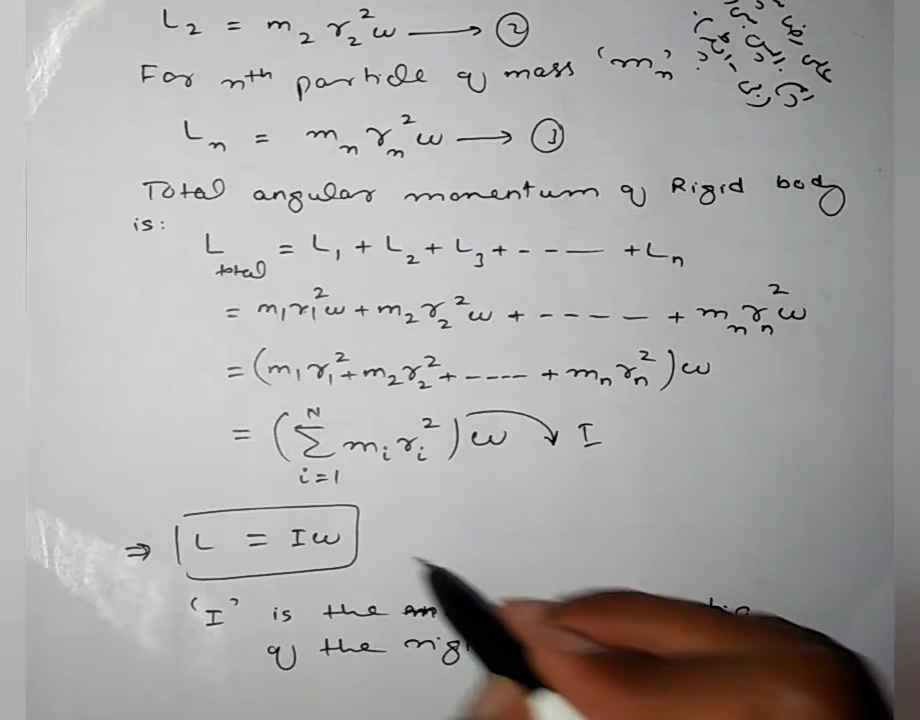 L₂ = m₂ r₂² ω ⟶ ②
For nth particle of mass 'mₙ'
Lₙ = mₙ rₙ² ω ⟶ ③
Total angular momentum of Rigid body
is:
L total = L₁ + L₂ + L₃ + ---- + Lₙ
= m₁r₁²ω + m₂r₂²ω + ----- + mₙrₙ²ω
= (m₁r₁² + m₂r₂² + ---- + mₙrₙ²)ω
= (∑ᵢ₌₁ᴺ mᵢrᵢ²)ω → I
⇒ L = Iω
'I' is the
of the